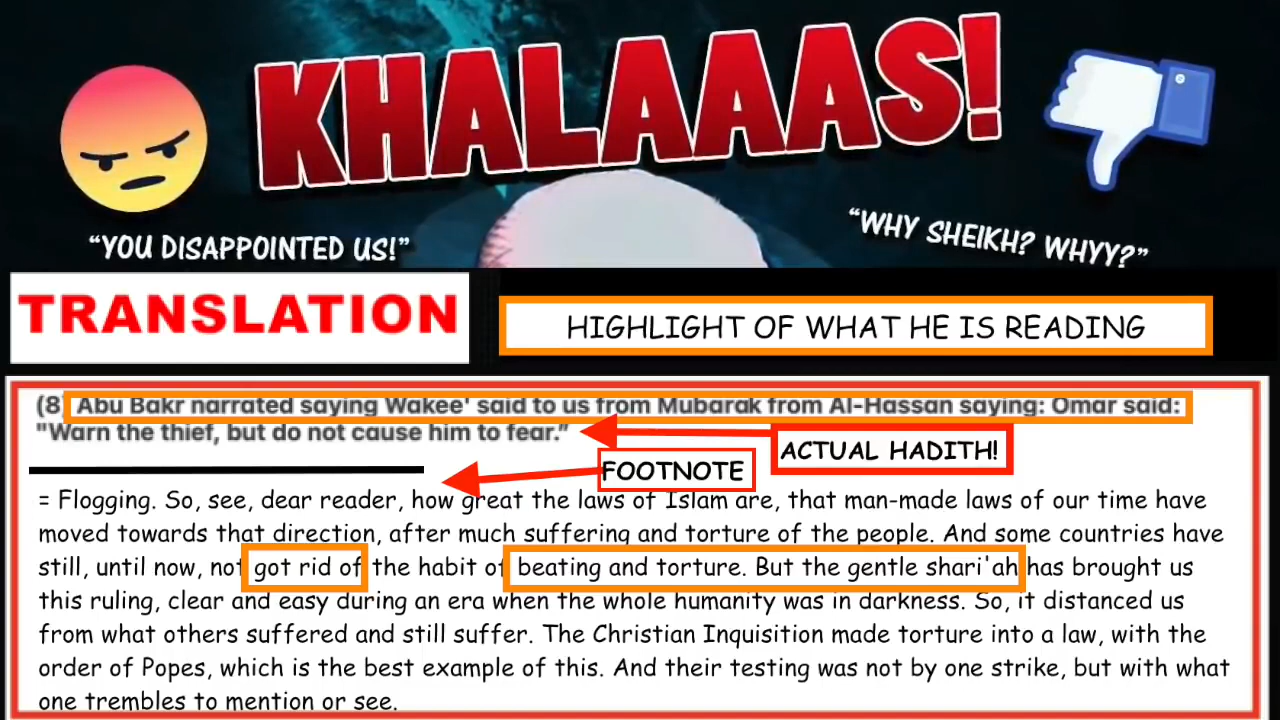 KHALAAAS!
“YOU DISAPPOINTED US!”
“WHY SHEIKH? WHYY?”
TRANSLATION
HIGHLIGHT OF WHAT HE IS READING
(8) Abu Bakr narrated saying Wakee' said to us from Mubarak from Al-Hassan saying: Omar said:
"Warn the thief, but do not cause him to fear.”
ACTUAL HADITH!
FOOTNOTE
= Flogging. So, see, dear reader, how great the laws of Islam are, that man-made laws of our time have
moved towards that direction, after much suffering and torture of the people. And some countries have
still, until now, not got rid of the habit of beating and torture. But the gentle shari'ah has brought us
this ruling, clear and easy during an era when the whole humanity was in darkness. So, it distanced us
from what others suffered and still suffer. The Christian Inquisition made torture into a law, with the
order of Popes, which is the best example of this. And their testing was not by one strike, but with what
one trembles to mention or see.